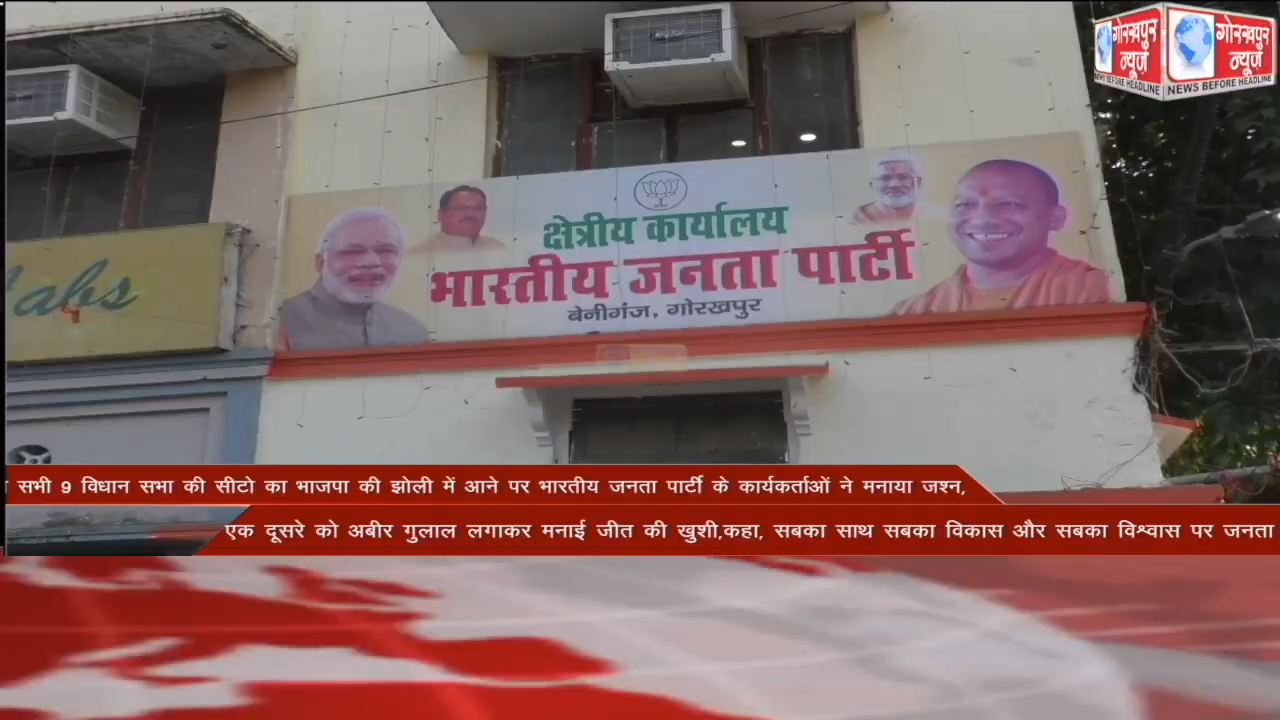 गोरखपुर
न्यूज़
NEWS BEFORE HEADLINE
गोरखपुर
न्यूज़
NEWS BEFORE HEADLINE
क्षेत्रीय कार्यालय
भारतीय जनता पार्टी
बेनीगंज, गोरखपुर
abs
सभी 9 विधान सभा की सीटो का भाजपा की झोली में आने पर भारतीय जनता पार्टी के कार्यकर्ताओं ने मनाया जश्न,
एक दूसरे को अबीर गुलाल लगाकर मनाई जीत की खुशी,कहा, सबका साथ सबका विकास और सबका विश्वास पर जनता